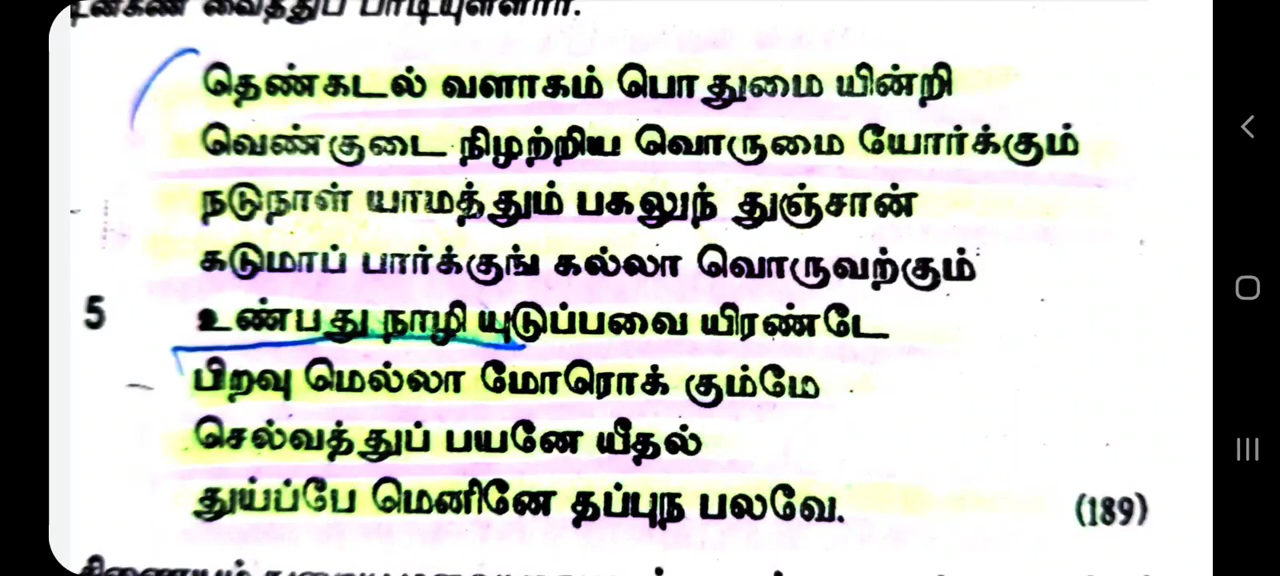 வைத்துப் பாடியுள்ளார்.
தெண்கடல் வளாகம் பொதுமை யின்றி
வெண்குடை நிழற்றிய வொருமை யோர்க்கும்
நடுநாள் யாமத்தும் பகலுந் துஞ்சான்
கடுமாப் பார்க்குங் கல்லா வொருவற்கும்
5 உண்பது நாழி யுடுப்பவை யிரண்டே
பிறவு மெல்லா மோரொக் கும்மே
செல்வத்துப் பயனே யீதல்
துய்ப்பே மெனினே தப்புந பலவே. (189)